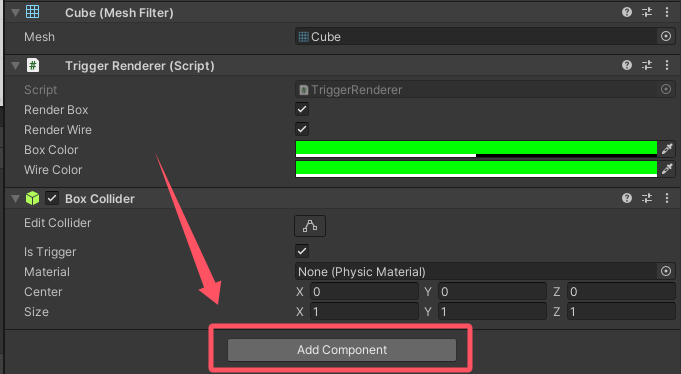 Cube (Mesh Filter)
Mesh Cube
# Trigger Renderer (Script)
Script # TriggerRenderer
Render Box
Render Wire
Box Color
Wire Color
Box Collider
Edit Collider
Is Trigger
Material None (Physic Material)
Center X 0 Y 0 Z 0
Size X 1 Y 1 Z 1
Add Component